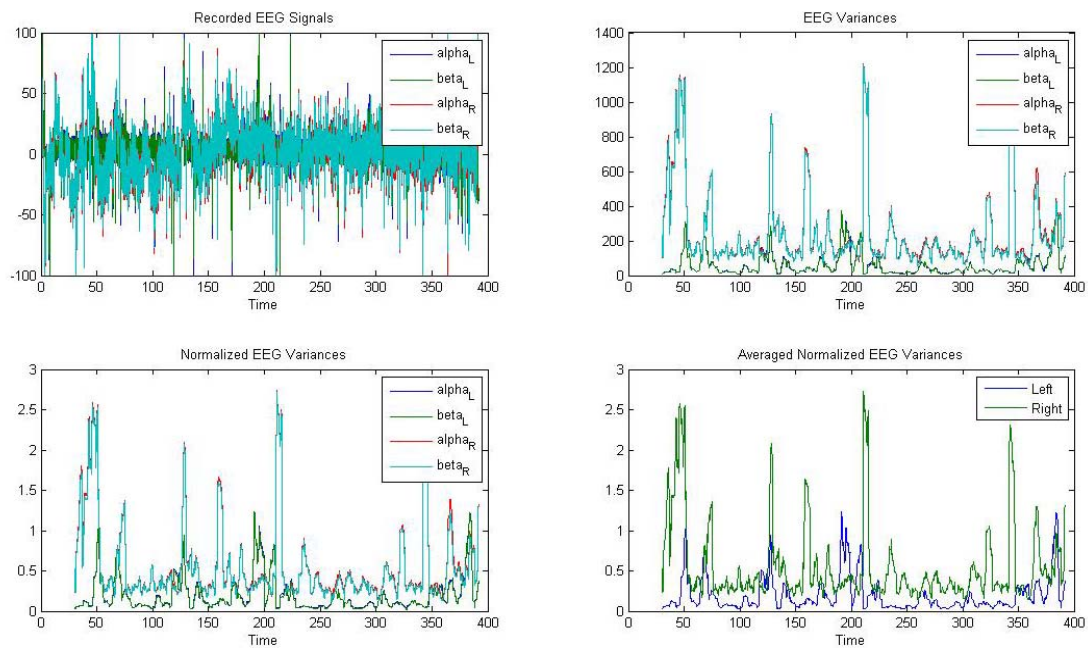 Recorded EEG Signals
100
50
0
-50
-100
0 50 100 150 200 250 300 350 400
Time
alpha_L
beta_L
alpha_R
beta_R
EEG Variances
1400
1200
1000
800
600
400
200
0
0 50 100 150 200 250 300 350 400
Time
alpha_L
beta_L
alpha_R
beta_R
Normalized EEG Variances
3
2.5
2
1.5
1
0.5
0
0 50 100 150 200 250 300 350 400
Time
alpha_L
beta_L
alpha_R
beta_R
Averaged Normalized EEG Variances
3
2.5
2
1.5
1
0.5
0
0 50 100 150 200 250 300 350 400
Time
Left
Right